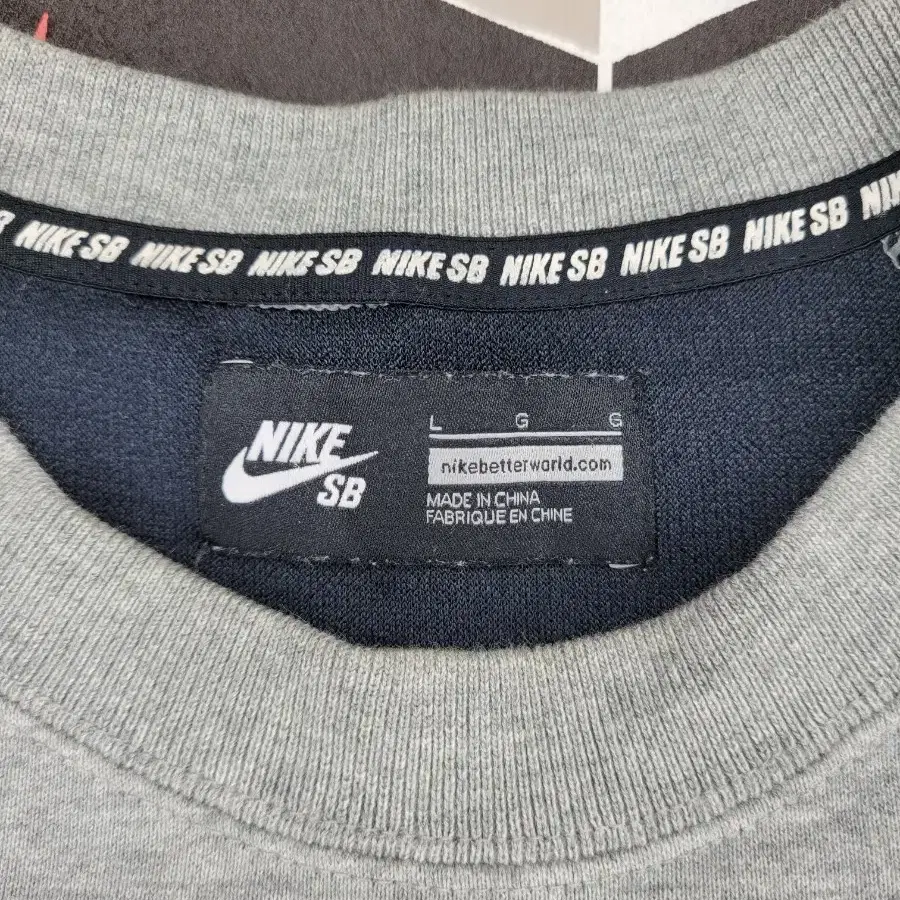 NIKE SB NIKE SB NIKE SB NIKE SB NIKE SB NIKE SB NIKE SB
NIKE
SB
L G G
nikebetterworld.com
MADE IN CHINA
FABRIQUE EN CHINE